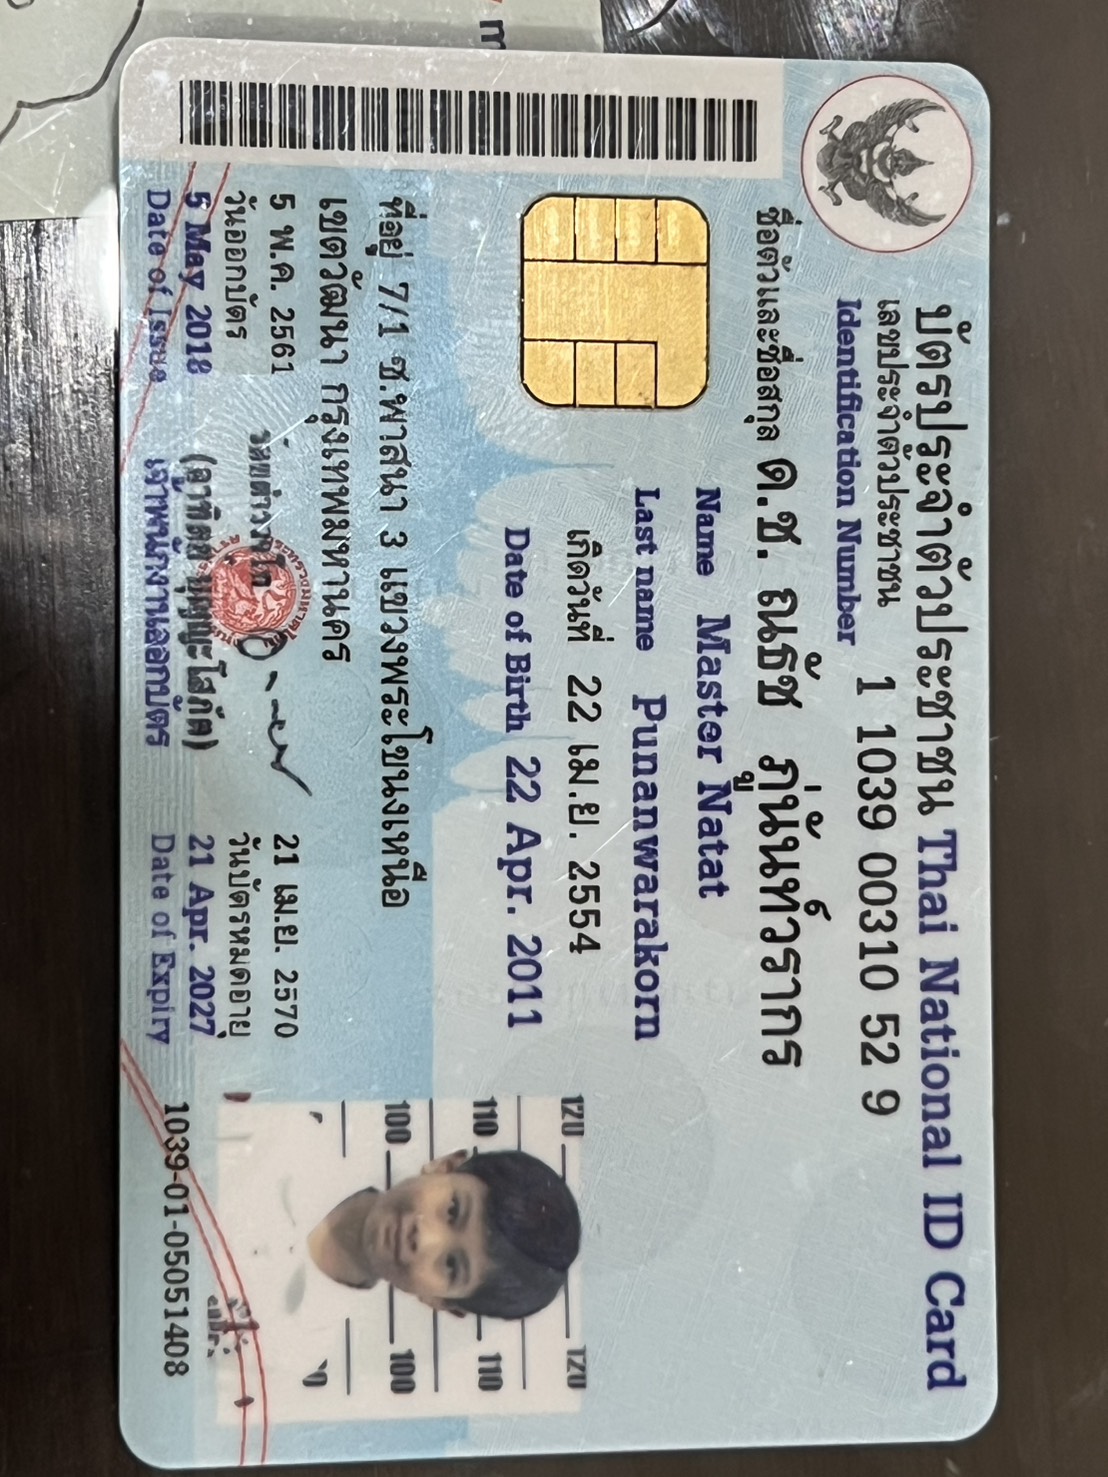 บัตรประจำตัวประชาชน Thai National ID Card
เลขประจำตัวประชาชน 1 1039 00310 52 9
Identification Number
ชื่อตัวและชื่อสกุล ด.ช. ณธัช ภู่นันท์วรากร
Name Master Natat
Last name Punanwarakorn
เกิดวันที่ 22 เม.ย. 2554
Date of Birth 22 Apr. 2011
ที่อยู่ 7/1 ซ.พาสนา 3 แขวงพระโขนงเหนือ
เขตวัฒนา กรุงเทพมหานคร
5 พ.ค. 2561
วันออกบัตร
5 May 2018
Date of Issue
เจ้าพนักงานออกบัตร
21 เม.ย. 2570
วันบัตรหมดอายุ
21 Apr. 2027
Date of Expiry
120 120
110 110
100 100
1039-01-05051408